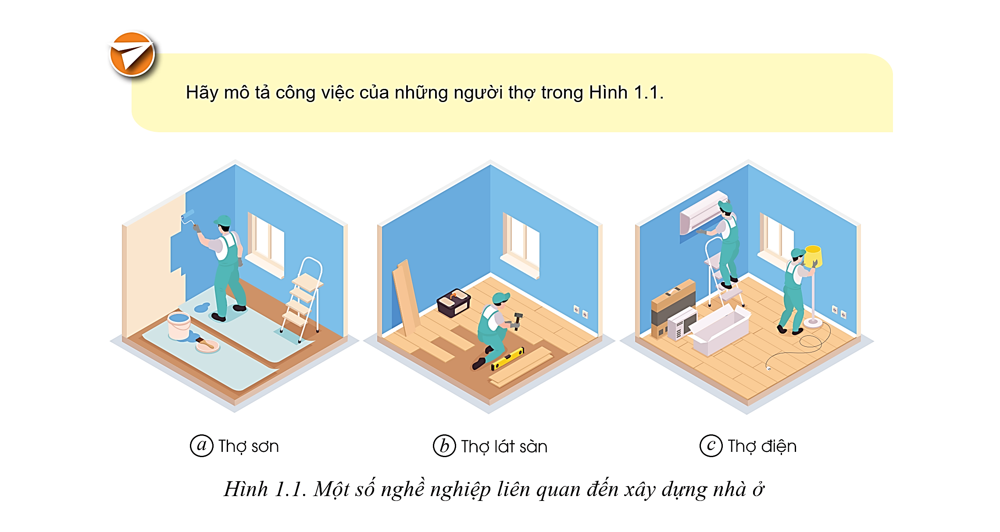 Hãy mô tả công việc của những người thợ trong Hình 1.1.
a Thợ sơn
b Thợ lát sàn
c Thợ điện
Hình 1.1. Một số nghề nghiệp liên quan đến xây dựng nhà ở